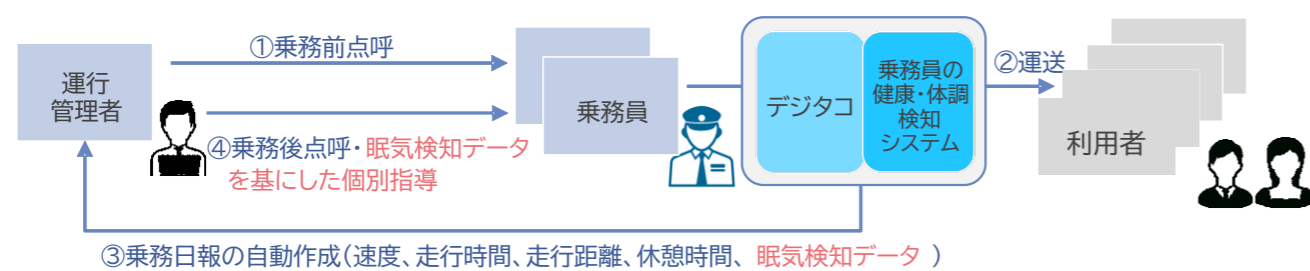 ①乗務前点呼
運行
管理者
乗務員
④乗務後点呼・眠気検知データ
を基にした個別指導
デジタコ
乗務員の
健康・体調
検知
システム
②運送
利用者
③乗務日報の自動作成(速度、走行時間、走行距離、休憩時間、眠気検知データ )